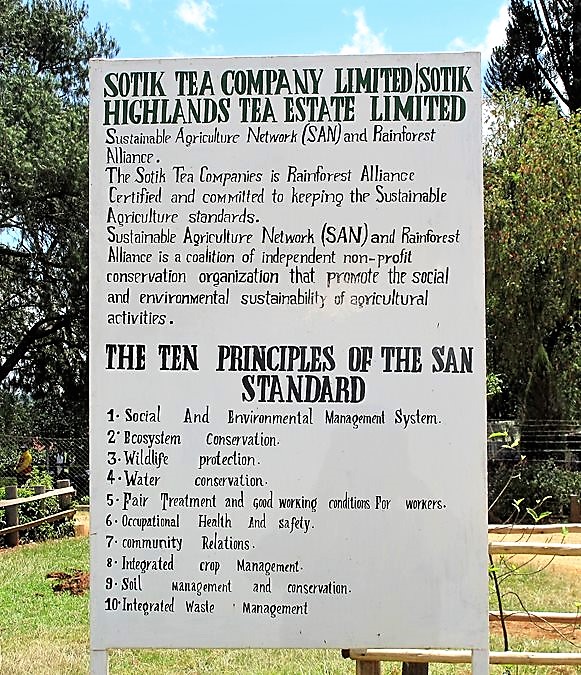 SOTIK TEA COMPANY LIMITED/SOTIK
HIGHLANDS TEA ESTATE LIMITED
Sustainable Agriculture Network (SAN) and Rainforest
Alliance.
The Sotik Tea Companies is Rainforest Alliance
Certified and committed to keeping the Sustainable
Agriculture standards.
Sustainable Agriculture Network (SAN) and Rainforest
Alliance is a coalition of independent non-profit
conservation organization that promote the social
and environmental sustainability of agricultural
activities.
THE TEN PRINCIPLES OF THE SAN
STANDARD
1. Social And Environmental Management System.
2. Ecosystem Conservation.
3. Wildlife protection.
4. Water conservation.
5. Fair Treatment and Good working conditions For workers.
6. Occupational Health And safety.
7. community Relations.
8. Integrated crop Management.
9. Soil management and conservation.
10. Integrated Waste Management